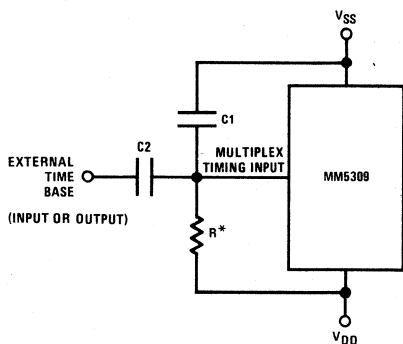 VSS
C1
C2
MULTIPLEX
TIMING INPUT
MM5309
EXTERNAL
TIME
BASE
(INPUT OR OUTPUT)
R*
VDD